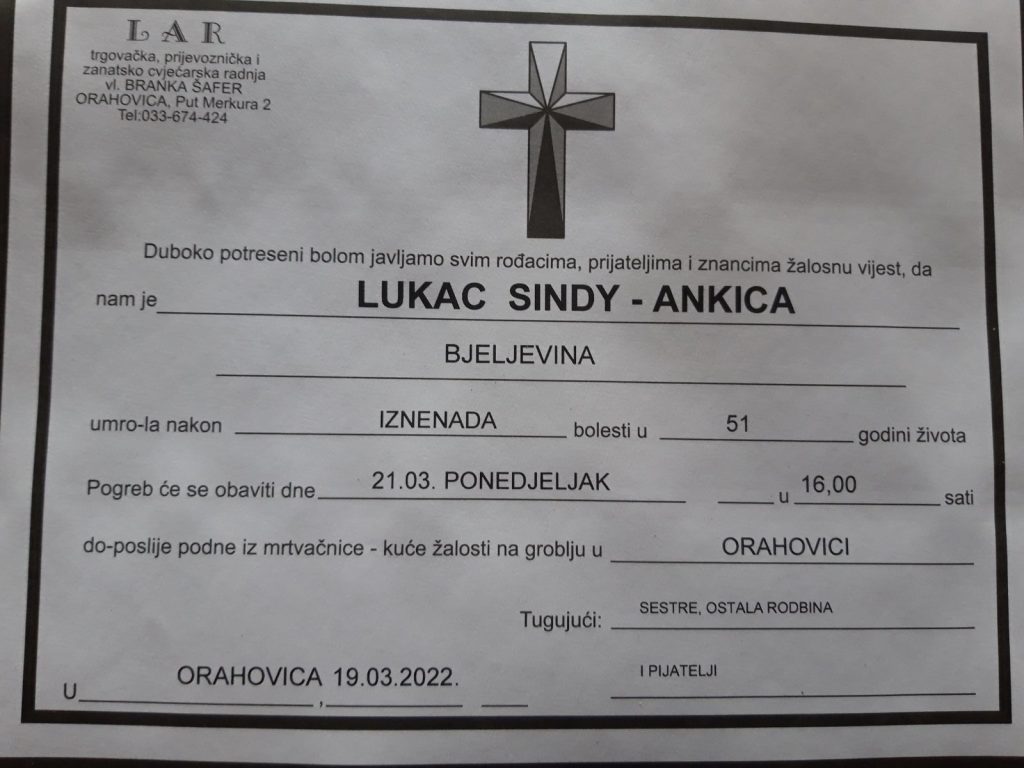 LAR
trgovačka, prijevoznička i
zanatsko cvjećarska radnja
vl. BRANKA ŠAFER
ORAHOVICA, Put Merkura 2
Tel:033-674-424
Duboko potreseni bolom javljamo svim rođacima, prijateljima i znancima žalosnu vijest, da
nam je LUKAC SINDY - ANKICA
BJELJEVINA
umro-la nakon IZNENADA bolesti u 51 godini života
Pogreb će se obaviti dne 21.03. PONEDJELJAK u 16,00 sati
do-poslije podne iz mrtvačnice - kuće žalosti na groblju u ORAHOVICI
Tugujući: SESTRE, OSTALA RODBINA
I PIJATELJI
U ORAHOVICA 19.03.2022. ,